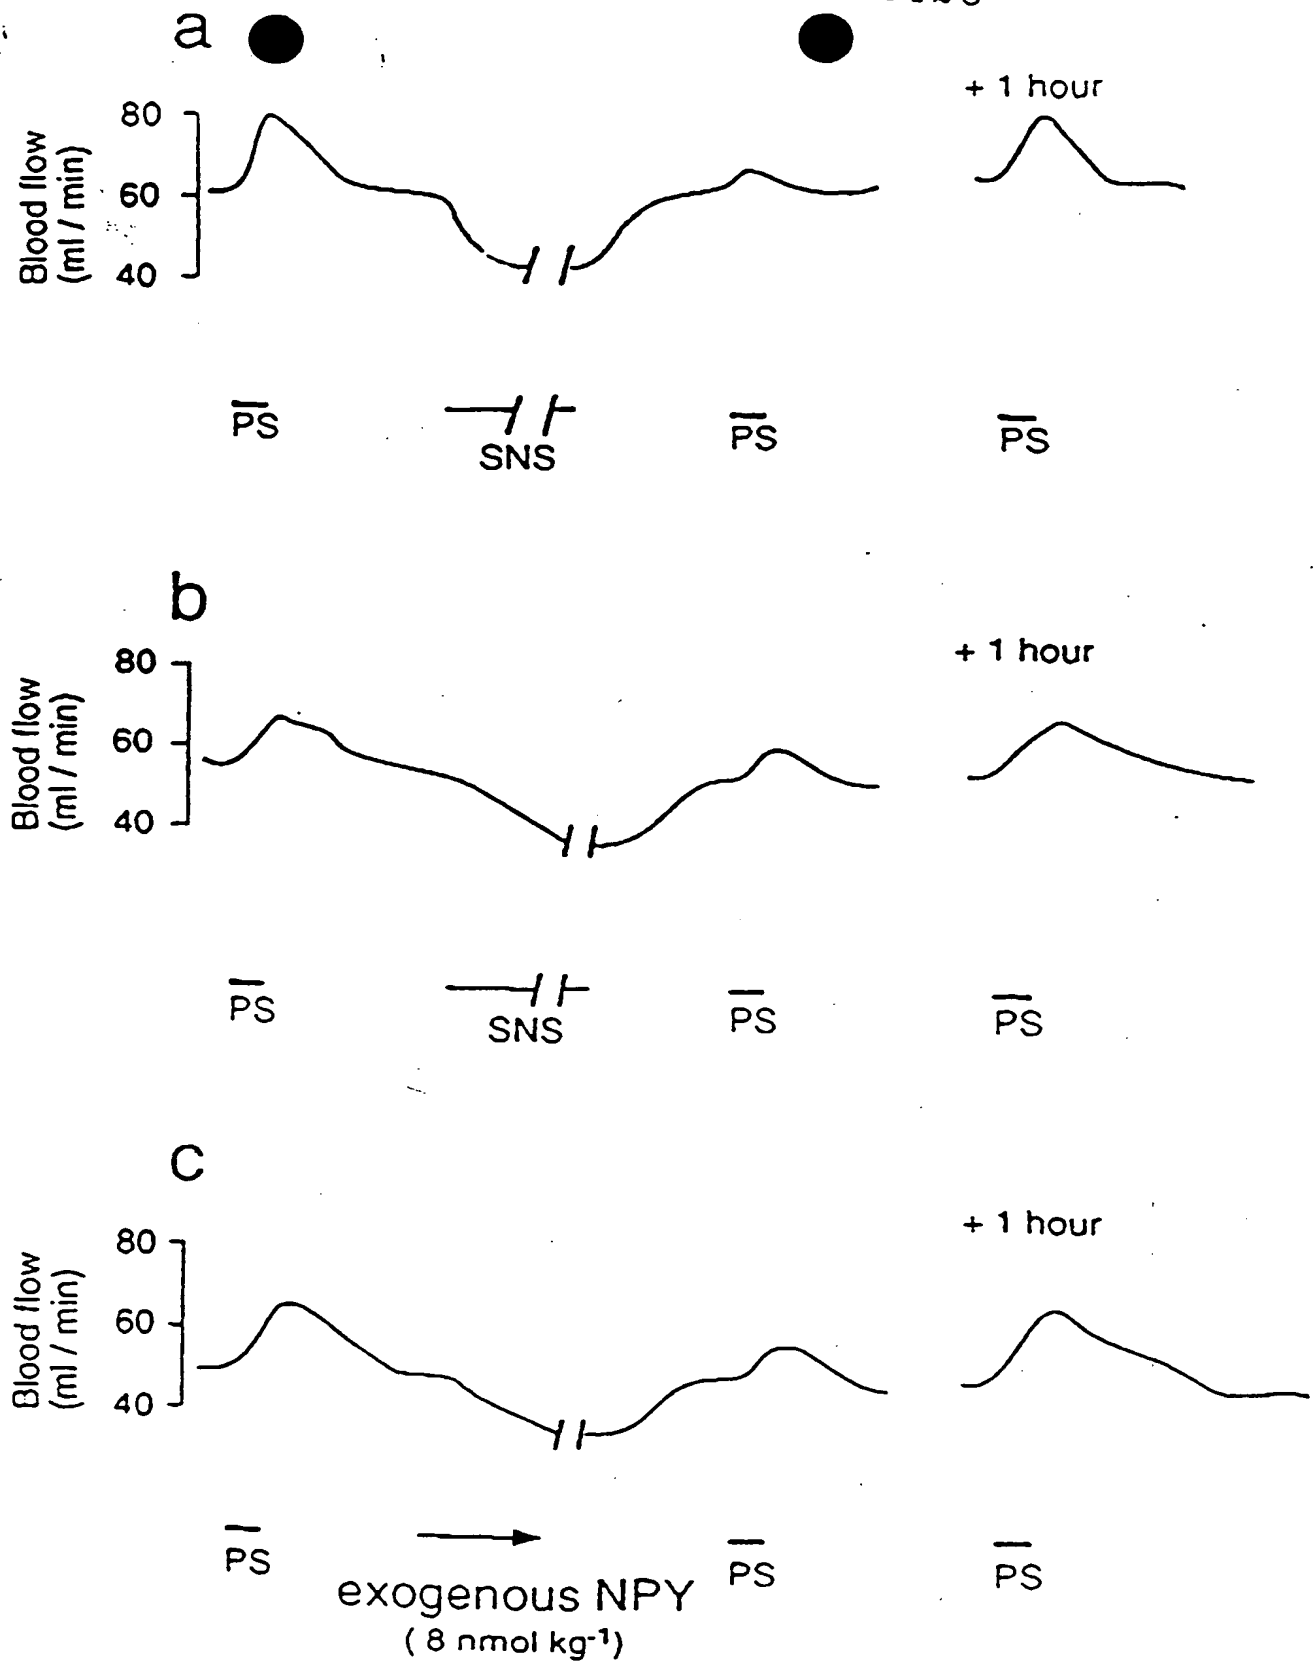 a
+ 1 hour
Blood flow
(ml / min)
80
60
40
PS
SNS
PS
PS
b
+ 1 hour
Blood flow
(ml / min)
80
60
40
PS
SNS
PS
PS
c
+ 1 hour
Blood flow
(ml / min)
80
60
40
PS
exogenous NPY
(8 nmol kg⁻¹)
PS
PS